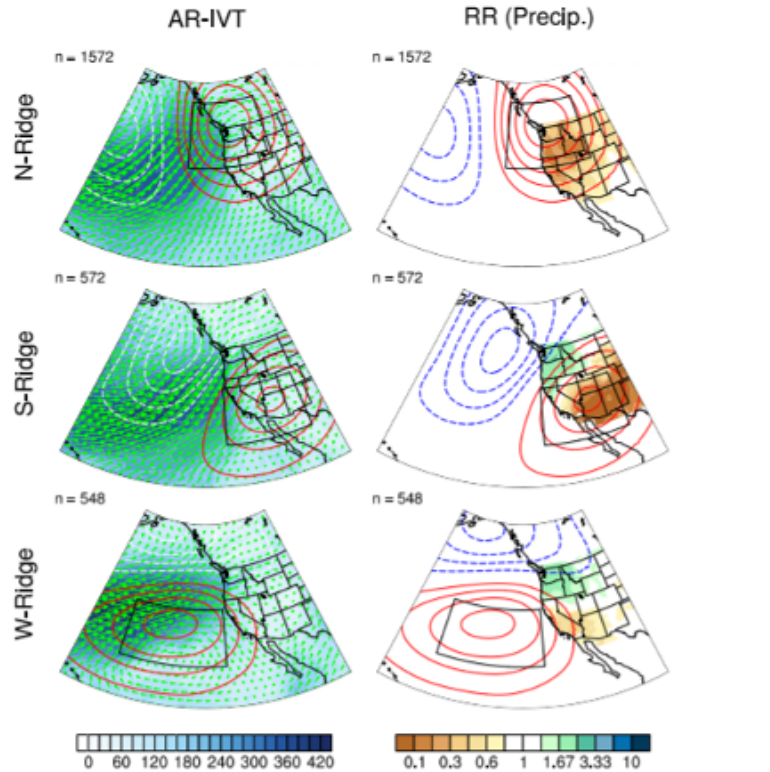 AR-IVT RR (Precip.)
n = 1572 n = 1572
N-Ridge
n = 572 n = 572
S-Ridge
n = 548 n = 548
W-Ridge
0 60 120 180 240 300 360 420 0.1 0.3 0.6 1 1.67 3.33 10